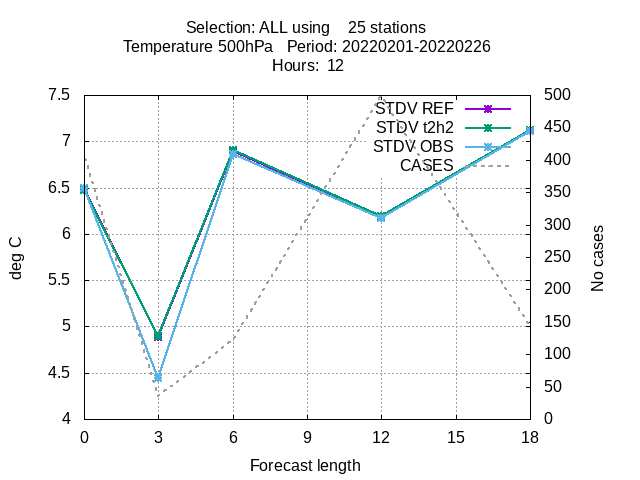 Selection: ALL using    25 stations
Temperature 500hPa   Period: 20220201-20220226
Hours:  12
7.5
7
6.5
6
5.5
5
4.5
4
deg C
STDV REF
STDV t2h2
STDV OBS
CASES
500
450
400
350
300
250
200
150
100
50
0
No cases
0 3 6 9 12 15 18
Forecast length